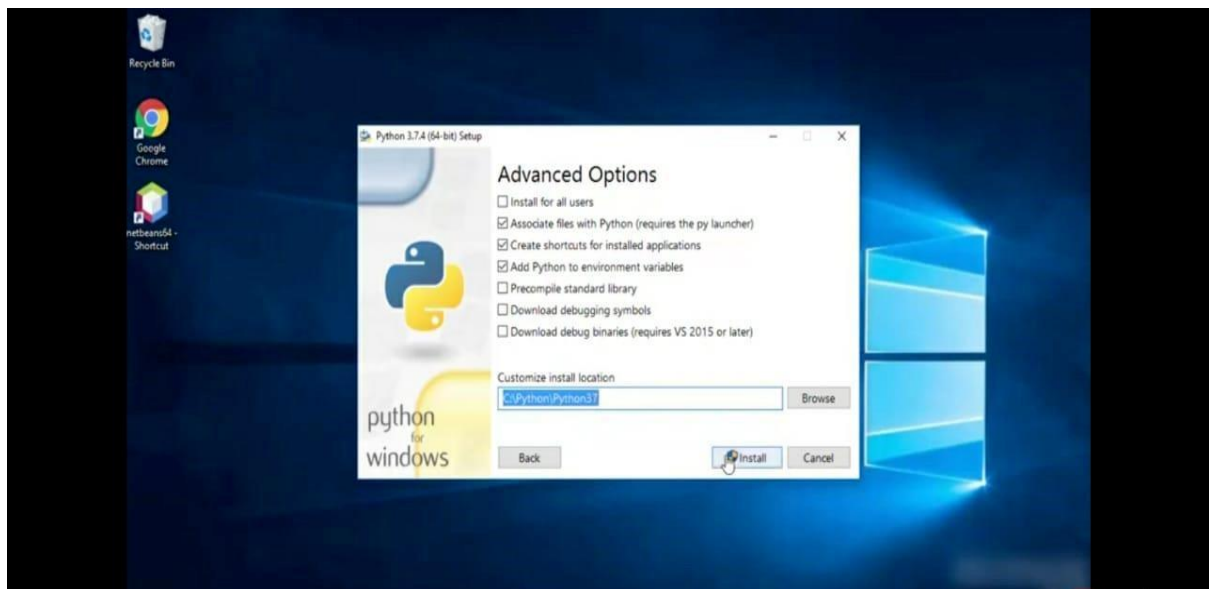 Recycle Bin
Google
Chrome
netbeans64 -
Shortcut
Python 3.7.4 (64-bit) Setup
Advanced Options
Install for all users
Associate files with Python (requires the py launcher)
Create shortcuts for installed applications
Add Python to environment variables
Precompile standard library
Download debugging symbols
Download debug binaries (requires VS 2015 or later)
Customize install location
C:\Python\Python37
Browse
python
for
windows
Back
Install
Cancel